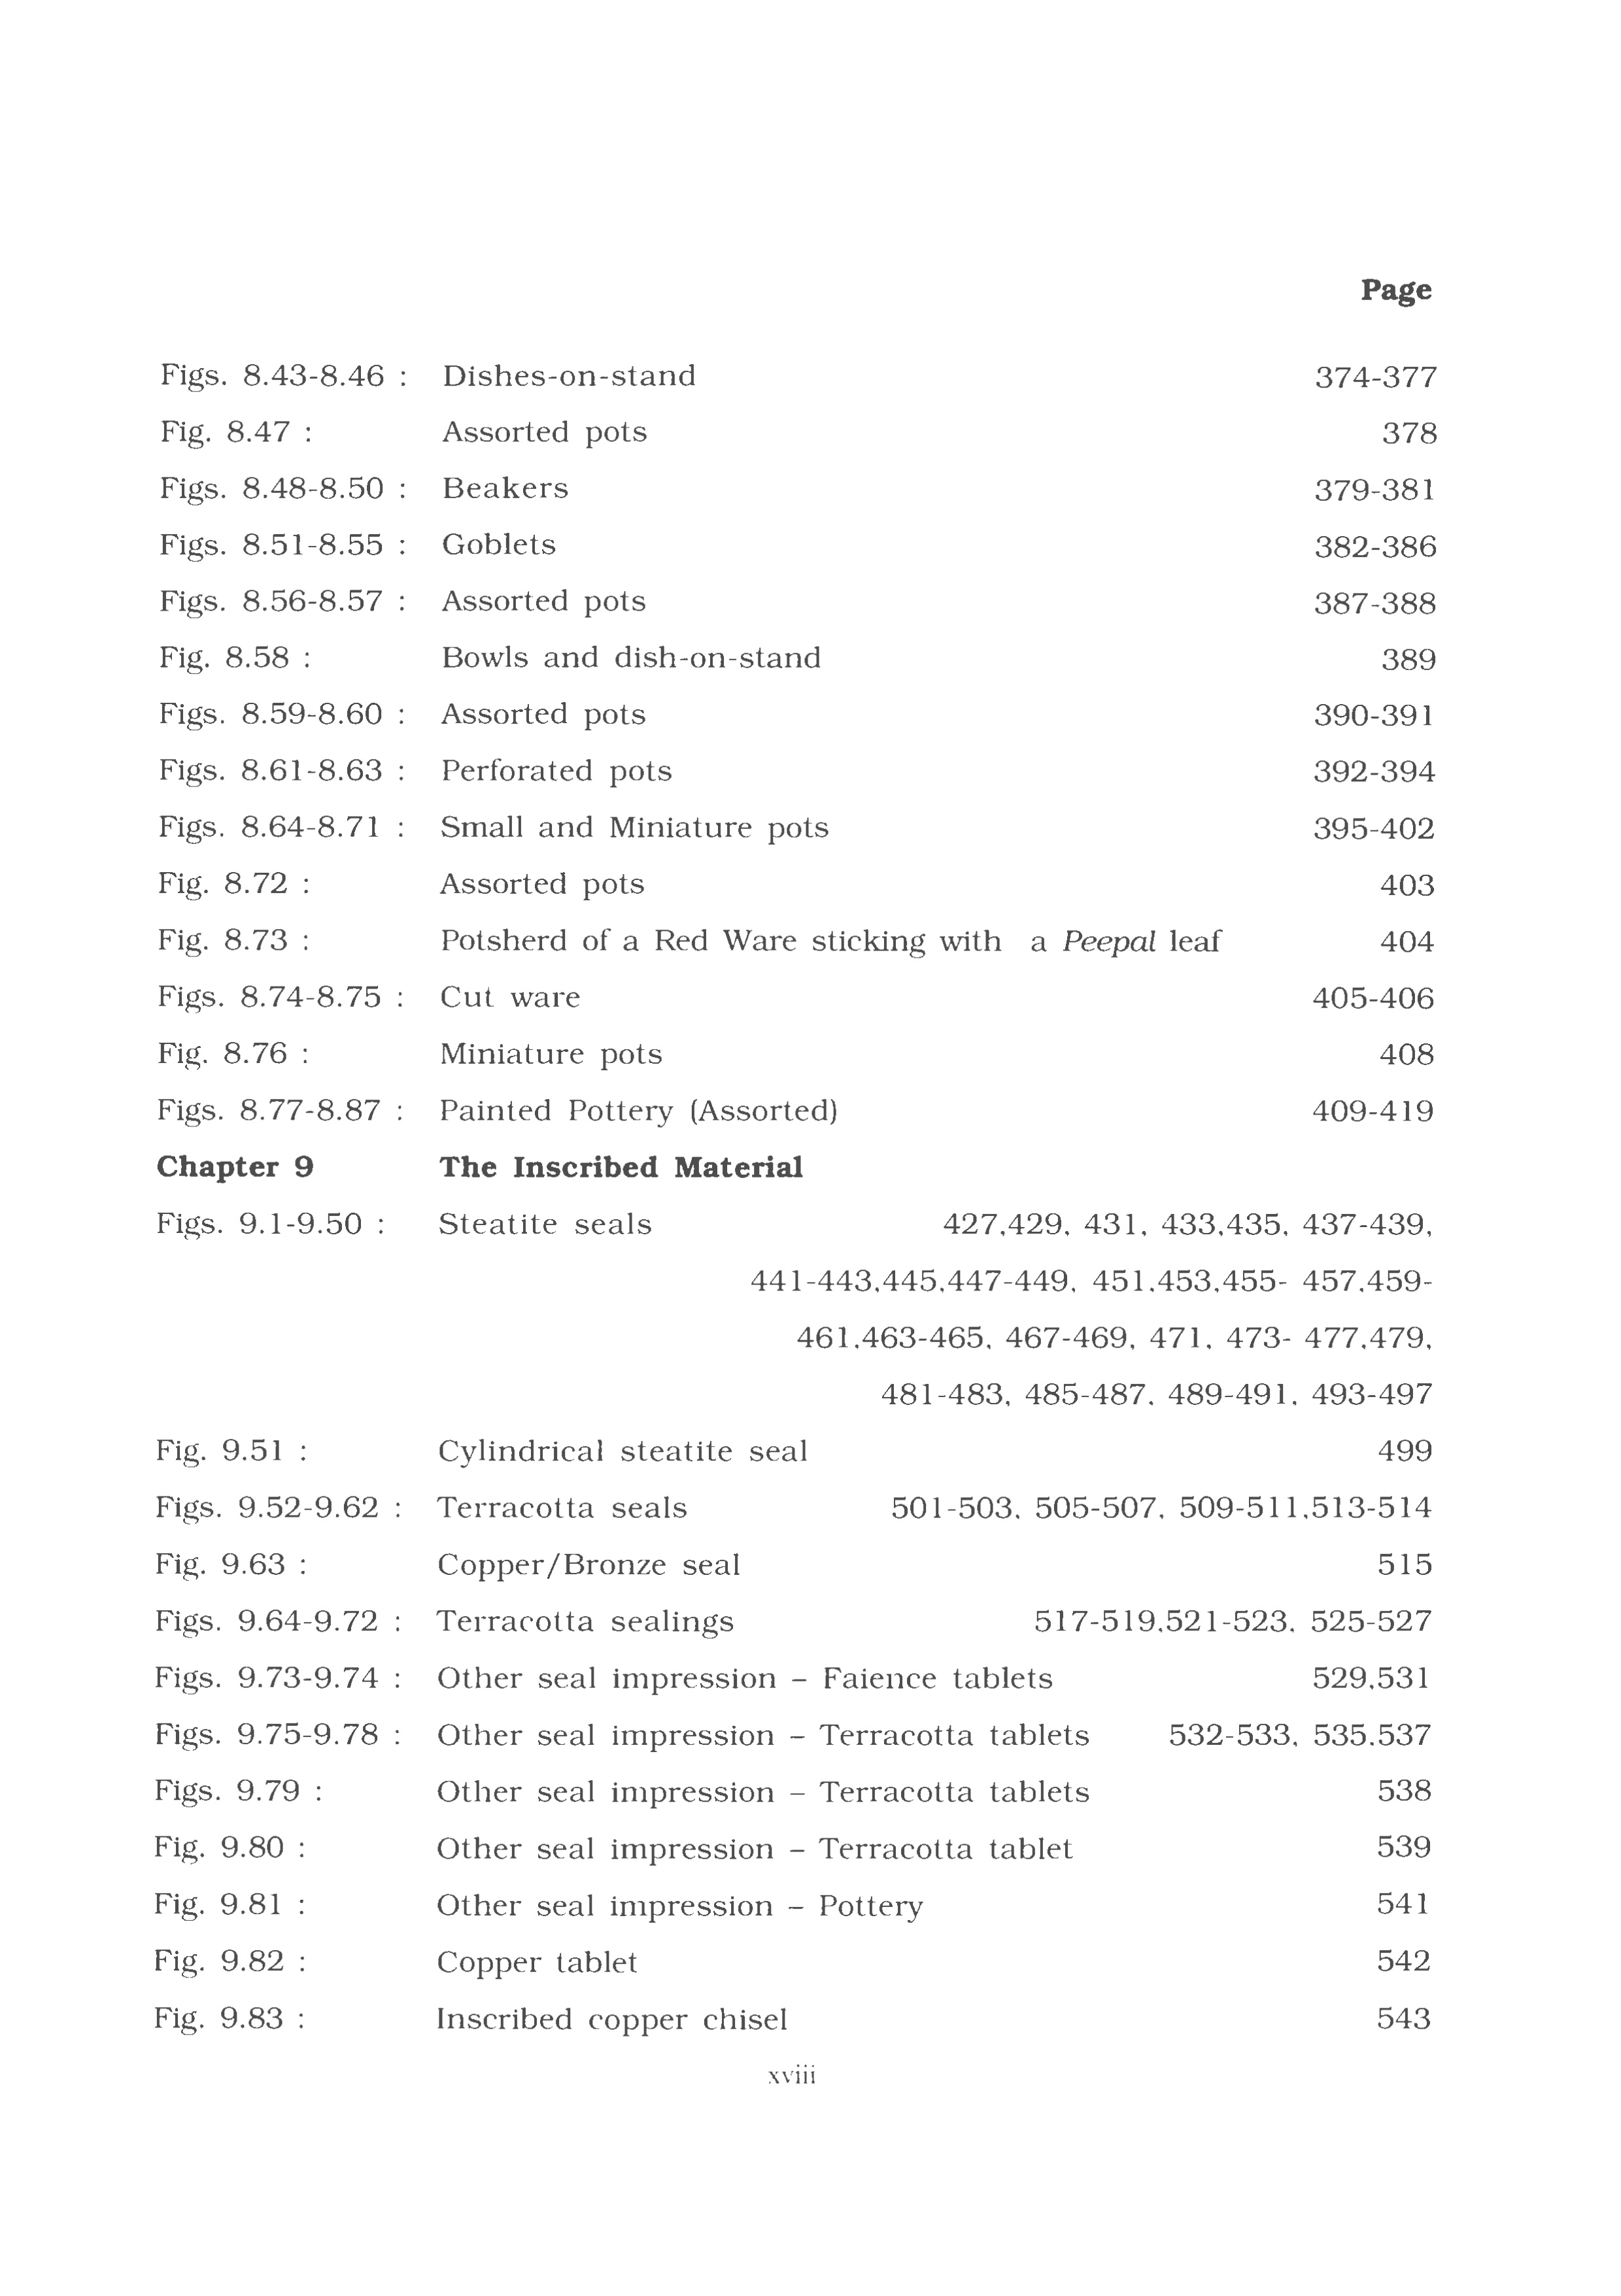 Page
Figs. 8.43-8.46 : Dishes-on-stand 374-377
Fig. 8.47 : Assorted pots 378
Figs. 8.48-8.50 : Beakers 379-381
Figs. 8.51-8.55 : Goblets 382-386
Figs. 8.56-8.57 : Assorted pots 387-388
Fig. 8.58 : Bowls and dish-on-stand 389
Figs. 8.59-8.60 : Assorted pots 390-391
Figs. 8.61-8.63 : Perforated pots 392-394
Figs. 8.64-8.71 : Small and Miniature pots 395-402
Fig. 8.72 : Assorted pots 403
Fig. 8.73 : Potsherd of a Red Ware sticking with a Peepal leaf 404
Figs. 8.74-8.75 : Cut ware 405-406
Fig. 8.76 : Miniature pots 408
Figs. 8.77-8.87 : Painted Pottery (Assorted) 409-419
Chapter 9 The Inscribed Material
Figs. 9.1-9.50 : Steatite seals 427,429, 431, 433,435, 437-439,
441-443,445,447-449, 451,453,455- 457,459-
461,463-465, 467-469, 471, 473- 477,479,
481-483, 485-487, 489-491, 493-497
Fig. 9.51 : Cylindrical steatite seal 499
Figs. 9.52-9.62 : Terracotta seals 501-503, 505-507, 509-511,513-514
Fig. 9.63 : Copper/Bronze seal 515
Figs. 9.64-9.72 : Terracotta sealings 517-519,521-523, 525-527
Figs. 9.73-9.74 : Other seal impression – Faience tablets 529,531
Figs. 9.75-9.78 : Other seal impression – Terracotta tablets 532-533, 535,537
Figs. 9.79 : Other seal impression – Terracotta tablets 538
Fig. 9.80 : Other seal impression – Terracotta tablet 539
Fig. 9.81 : Other seal impression – Pottery 541
Fig. 9.82 : Copper tablet 542
Fig. 9.83 : Inscribed copper chisel 543
xviii